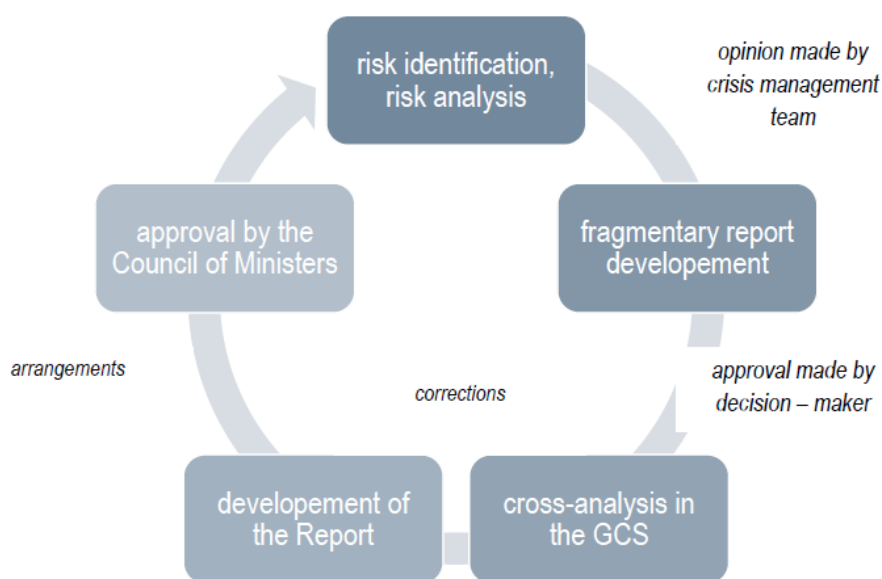 risk identification,
risk analysis
opinion made by
crisis management
team
approval by the
Council of Ministers
fragmentary report
developement
arrangements
corrections
approval made by
decision – maker
developement of
the Report
cross-analysis in
the GCS